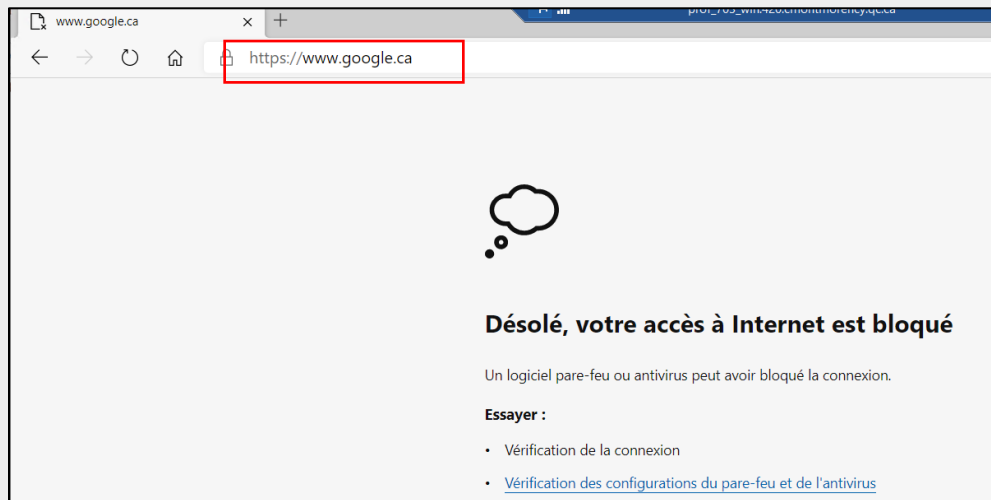 www.google.ca
https://www.google.ca
Désolé, votre accès à Internet est bloqué
Un logiciel pare-feu ou antivirus peut avoir bloqué la connexion.
Essayer :
• Vérification de la connexion
• Vérification des configurations du pare-feu et de l'antivirus